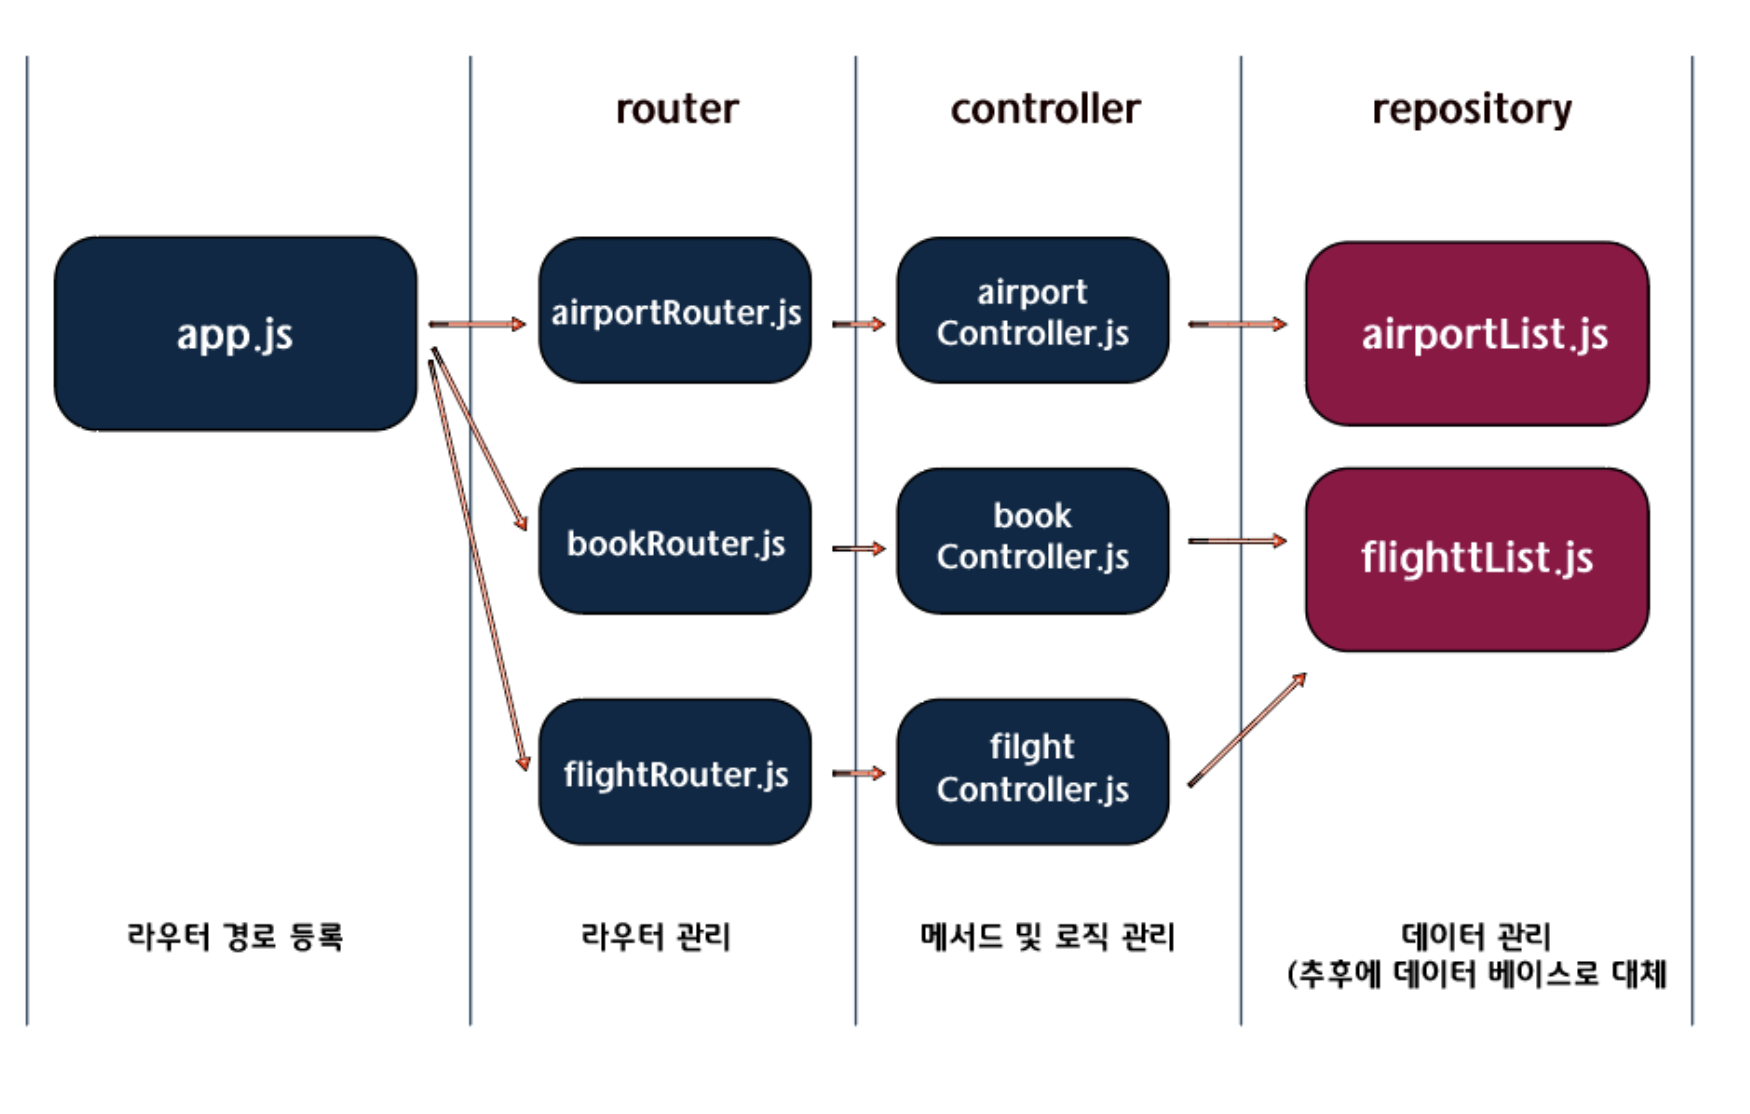 router
controller
repository
app.js
airportRouter.js
airport
Controller.js
airportList.js
bookRouter.js
book
Controller.js
flighttList.js
flightRouter.js
filght
Controller.js
라우터 경로 등록
라우터 관리
메서드 및 로직 관리
데이터 관리
(추후에 데이터 베이스로 대체